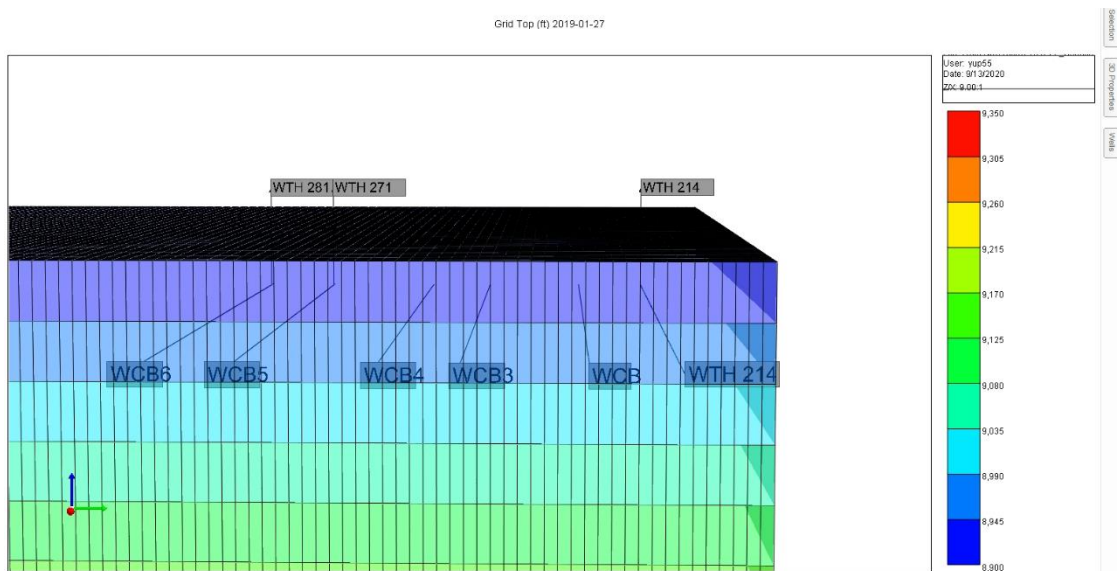 Grid Top (ft) 2019-01-27
Selection
3D Properties
Wells
User: yup55
Date: 9/13/2020
Z/X: 9.00:1
9,350
9,305
9,260
9,215
9,170
9,125
9,080
9,035
8,990
8,945
8,900
WTH 281
WTH 271
WTH 214
WCB6
WCB5
WCB4
WCB3
WCB
WTH 214